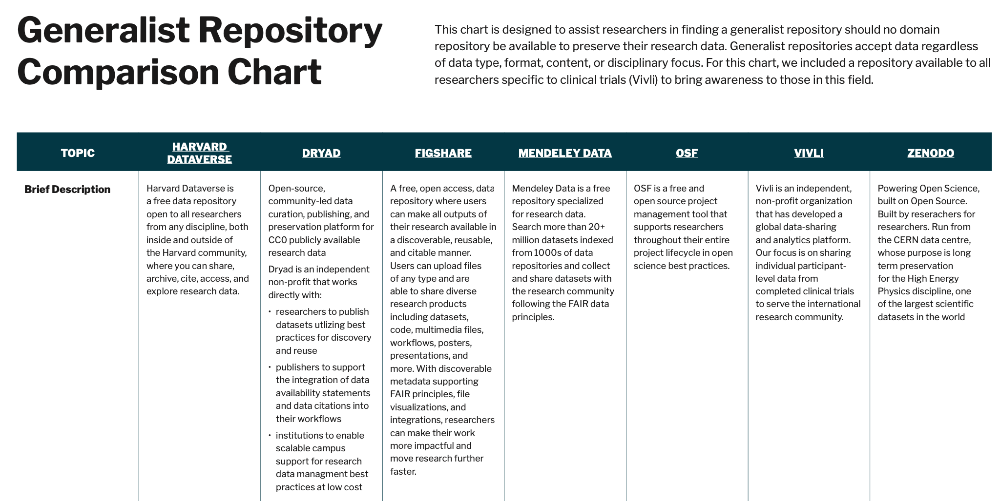 Generalist Repository
Comparison Chart
This chart is designed to assist researchers in finding a generalist repository should no domain
repository be available to preserve their research data. Generalist repositories accept data regardless
of data type, format, content, or disciplinary focus. For this chart, we included a repository available to all
researchers specific to clinical trials (Vivli) to bring awareness to those in this field.
TOPIC
HARVARD
DATAVERSE
DRYAD
FIGSHARE
MENDELEY DATA
OSF
VIVLI
ZENODO
Brief Description
Harvard Dataverse is
a free data repository
open to all researchers
from any discipline, both
inside and outside of
the Harvard community,
where you can share,
archive, cite, access, and
explore research data.
Open-source,
community-led data
curation, publishing, and
preservation platform for
CC0 publicly available
research data
Dryad is an independent
non-profit that works
directly with:
• researchers to publish
datasets utlizing best
practices for discovery
and reuse
• publishers to support
the integration of data
availability statements
and data citations into
their workflows
• institutions to enable
scalable campus
support for research
data managment best
practices at low cost
A free, open access, data
repository where users
can make all outputs of
their research available in
a discoverable, reusable,
and citable manner.
Users can upload files
of any type and are
able to share diverse
research products
including datasets,
code, multimedia files,
workflows, posters,
presentations, and
more. With discoverable
metadata supporting
FAIR principles, file
visualizations, and
integrations, researchers
can make their work
more impactful and
move research further
faster.
Mendeley Data is a free
repository specialized
for research data.
Search more than 20+
million datasets indexed
from 1000s of data
repositories and collect
and share datasets with
the research community
following the FAIR data
principles.
OSF is a free and
open source project
management tool that
supports researchers
throughout their entire
project lifecycle in open
science best practices.
Vivli is an independent,
non-profit organization
that has developed a
global data-sharing
and analytics platform.
Our focus is on sharing
individual participant-
level data from
completed clinical trials
to serve the international
research community.
Powering Open Science,
built on Open Source.
Built by reserachers for
researchers. Run from
the CERN data centre,
whose purpose is long
term preservation
for the High Energy
Physics discipline, one
of the largest scientific
datasets in the world